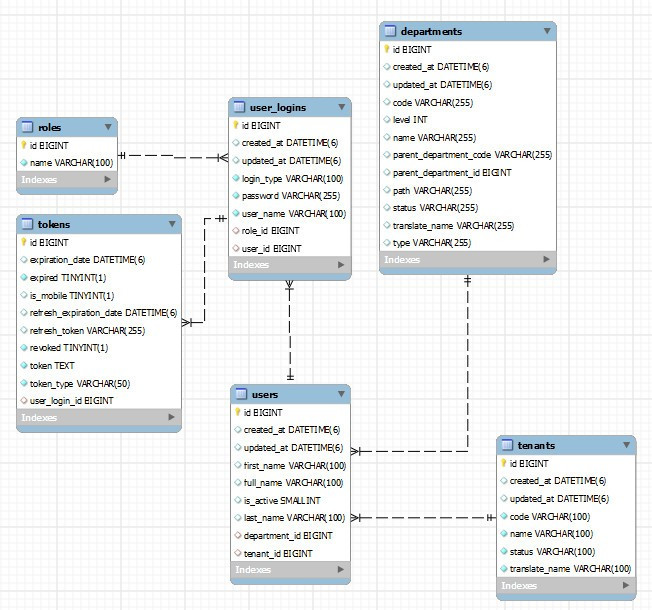 departments
id BIGINT
created_at DATETIME(6)
updated_at DATETIME(6)
code VARCHAR(255)
level INT
name VARCHAR(255)
parent_department_code VARCHAR(255)
parent_department_id BIGINT
path VARCHAR(255)
status VARCHAR(255)
translate_name VARCHAR(255)
type VARCHAR(255)
Indexes
user_logins
id BIGINT
created_at DATETIME(6)
updated_at DATETIME(6)
login_type VARCHAR(100)
password VARCHAR(255)
user_name VARCHAR(100)
role_id BIGINT
user_id BIGINT
Indexes
roles
id BIGINT
name VARCHAR(100)
Indexes
tokens
id BIGINT
expiration_date DATETIME(6)
expired TINYINT(1)
is_mobile TINYINT(1)
refresh_expiration_date DATETIME(6)
refresh_token VARCHAR(255)
revoked TINYINT(1)
token TEXT
token_type VARCHAR(50)
user_login_id BIGINT
Indexes
users
id BIGINT
created_at DATETIME(6)
updated_at DATETIME(6)
first_name VARCHAR(100)
full_name VARCHAR(100)
is_active SMALLINT
last_name VARCHAR(100)
department_id BIGINT
tenant_id BIGINT
Indexes
tenants
id BIGINT
created_at DATETIME(6)
updated_at DATETIME(6)
code VARCHAR(100)
name VARCHAR(100)
status VARCHAR(100)
translate_name VARCHAR(100)
Indexes